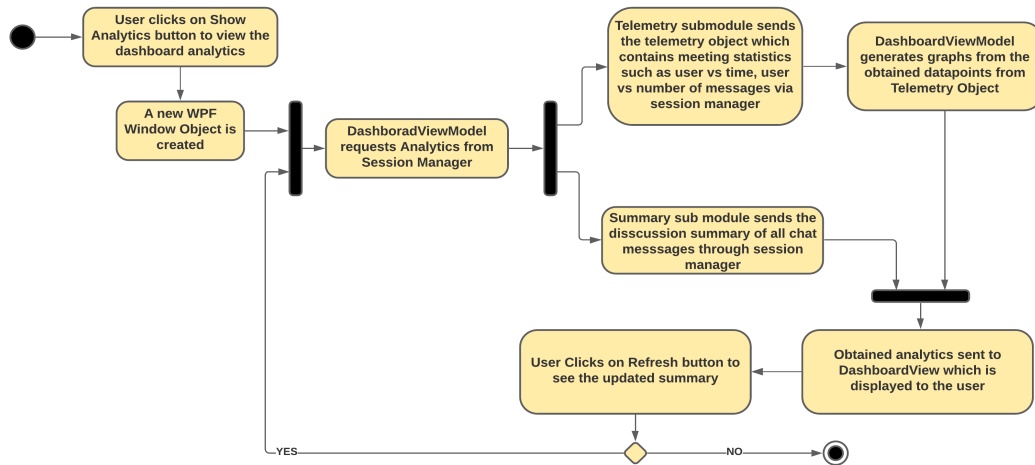 User clicks on Show
Analytics button to view the
dashboard analytics
A new WPF
Window Object is
created
DashboradViewModel
requests Analytics from
Session Manager
Telemetry submodule sends
the telemetry object which
contains meeting statistics
such as user vs time, user
vs number of messages via
session manager
DashboardViewModel
generates graphs from the
obtained datapoints from
Telemetry Object
Summary sub module sends the
disscussion summary of all chat
messsages through session
manager
Obtained analytics sent to
DashboardView which is
displayed to the user
User Clicks on Refresh button to
see the updated summary
YES
NO